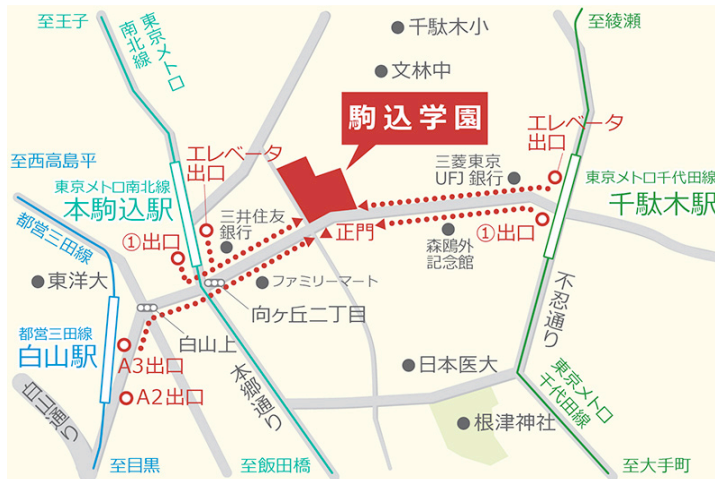 至王子
東京メトロ
南北線
千駄木小
文林中
至綾瀬
駒込学園
エレベータ
出口
エレベータ
出口
至西高島平
東京メトロ南北線
本駒込駅
三菱東京
UFJ 銀行
東京メトロ千代田線
千駄木駅
都営三田線
①出口
三井住友
銀行
正門
森鴎外
記念館
①出口
東洋大
ファミリーマート
向ヶ丘二丁目
不忍通り
都営三田線
白山駅
白山上
A3出口
A2出口
日本医大
白山通り
本郷通り
根津神社
東京メトロ
千代田線
至目黒
至飯田橋
至大手町